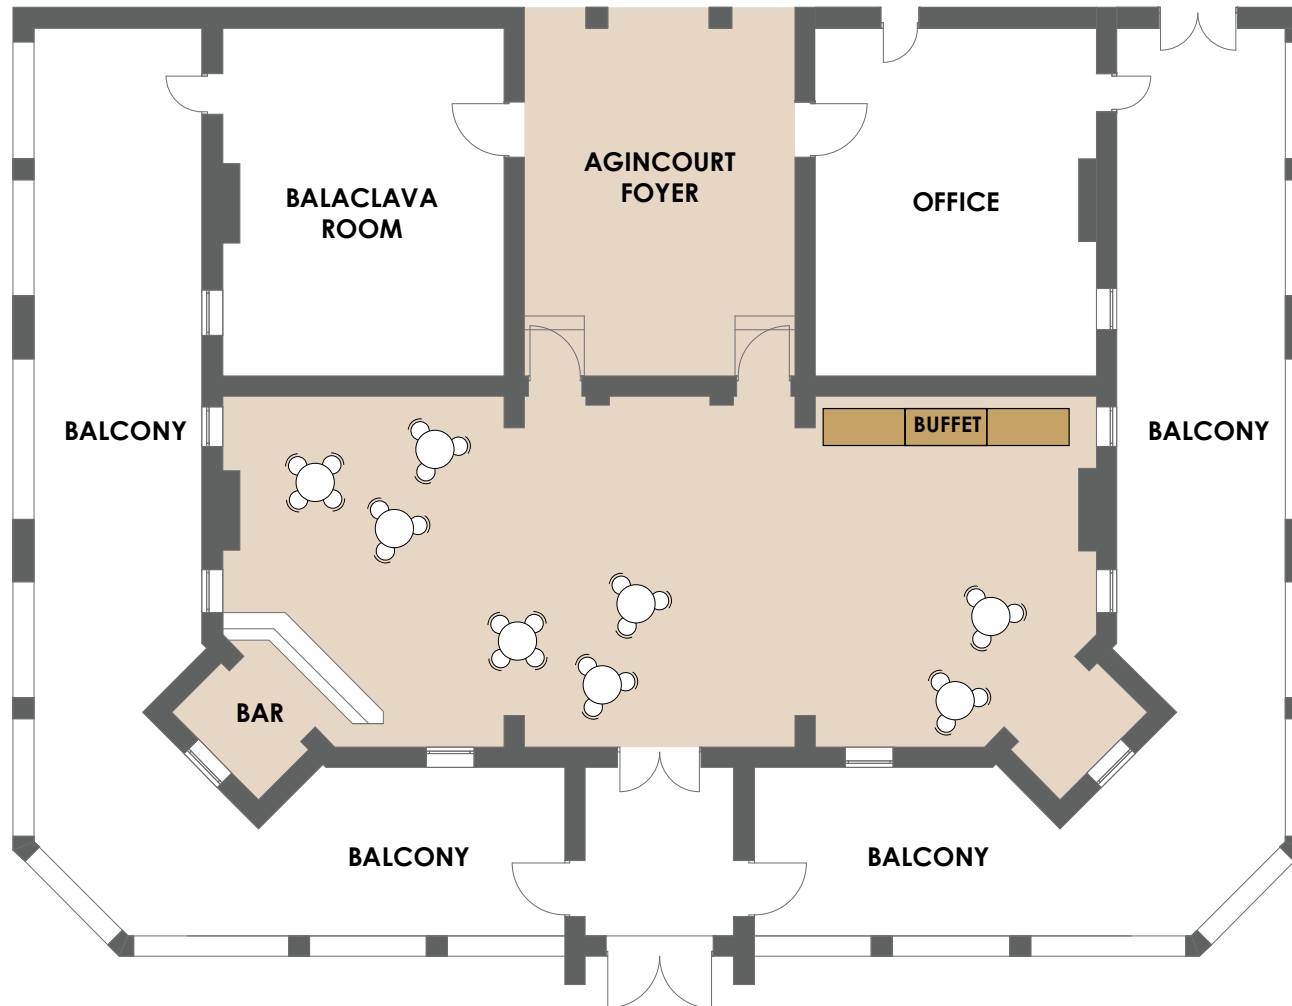 AGINCOURT
FOYER
BALACLAVA
ROOM
OFFICE
BALCONY
BUFFET
BALCONY
BAR
BALCONY
BALCONY